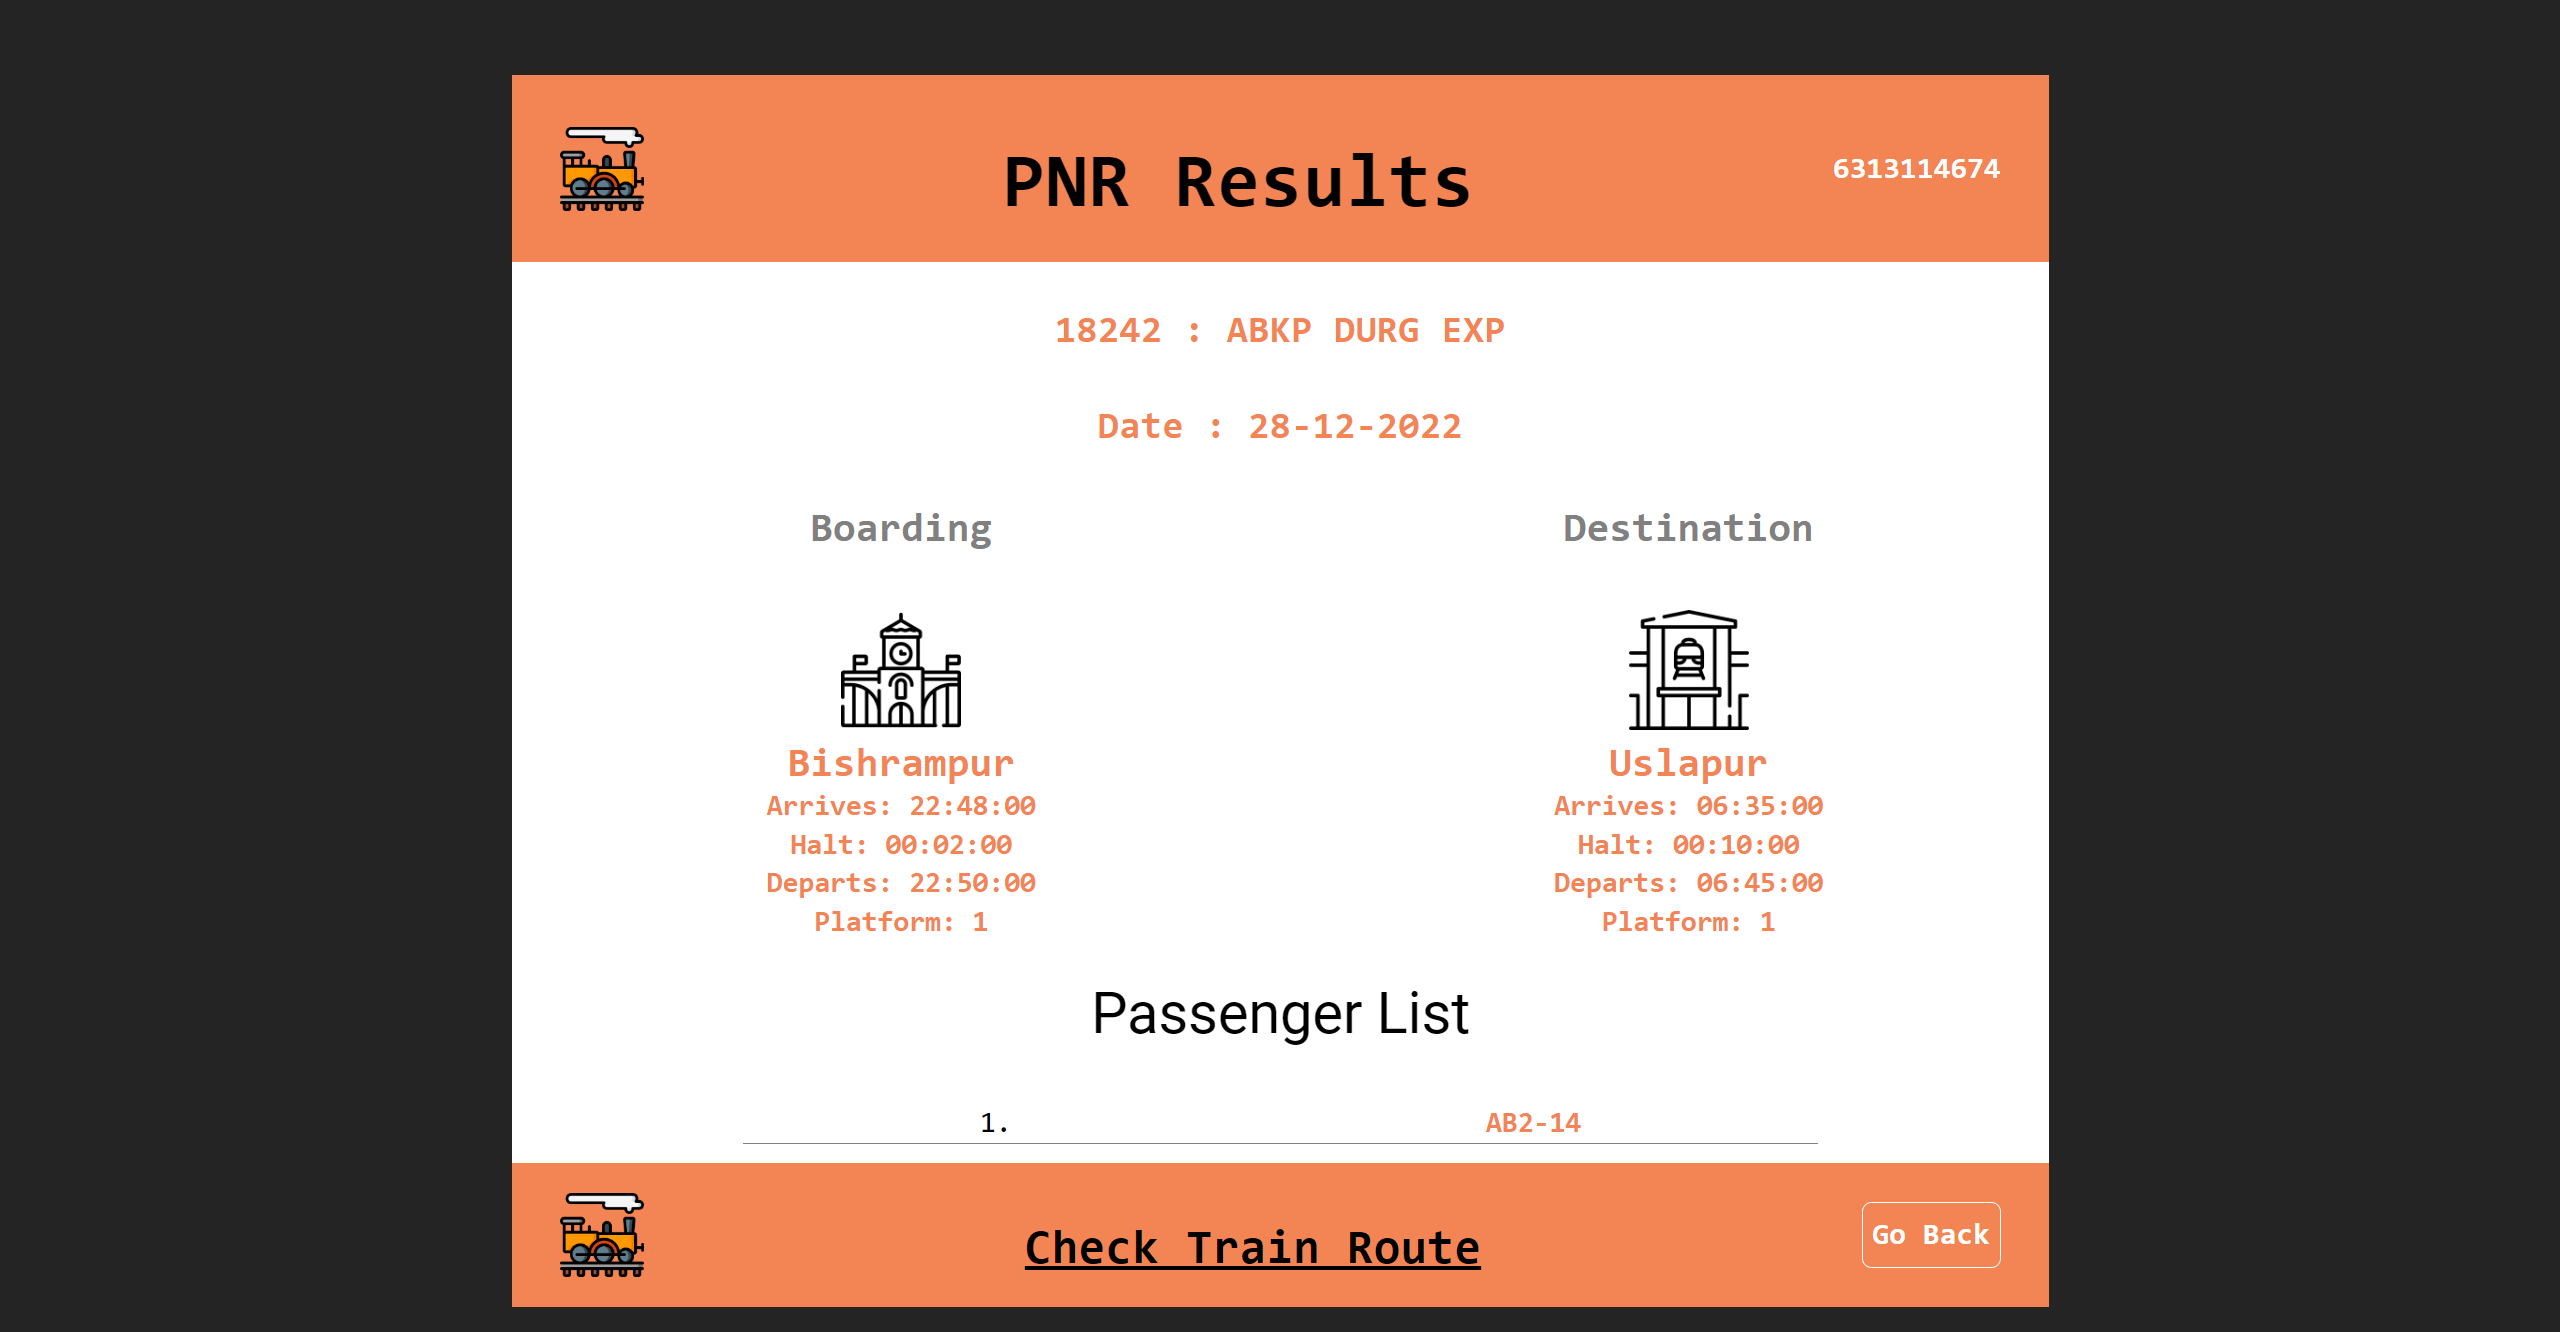 PNR Results
6313114674
18242 : ABKP DURG EXP
Date : 28-12-2022
Boarding
Destination
Bishrampur
Arrives: 22:48:00
Halt: 00:02:00
Departs: 22:50:00
Platform: 1
Uslapur
Arrives: 06:35:00
Halt: 00:10:00
Departs: 06:45:00
Platform: 1
Passenger List
1. AB2-14
Check Train Route
Go Back